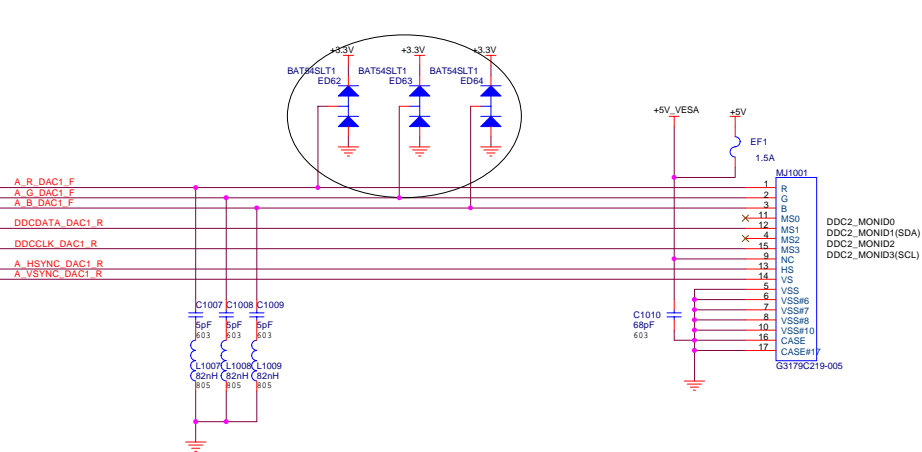 +3.3V +3.3V +3.3V
BAT54SLT1 BAT54SLT1 BAT54SLT1
ED62 ED63 ED64
+5V_VESA +5V
EF1
1.5A
MJ1001
A_R_DAC1_F 1 R
A_G_DAC1_F 2 G
A_B_DAC1_F 3 B
11 MS0 DDC2_MONID0
DDCDATA_DAC1_R 12 MS1 DDC2_MONID1(SDA)
4 MS2 DDC2_MONID2
DDCCLK_DAC1_R 15 MS3 DDC2_MONID3(SCL)
9 NC
A_HSYNC_DAC1_R 13 HS
A_VSYNC_DAC1_R 14 VS
5 VSS
6 VSS#6
7 VSS#7
8 VSS#8
10 VSS#10
16 CASE
17 CASE#17
G3179C219-005
C1007 C1008 C1009
5pF 5pF 5pF
603 603 603
C1010
68pF
603
L1007 L1008 L1009
82nH 82nH 82nH
805 805 805